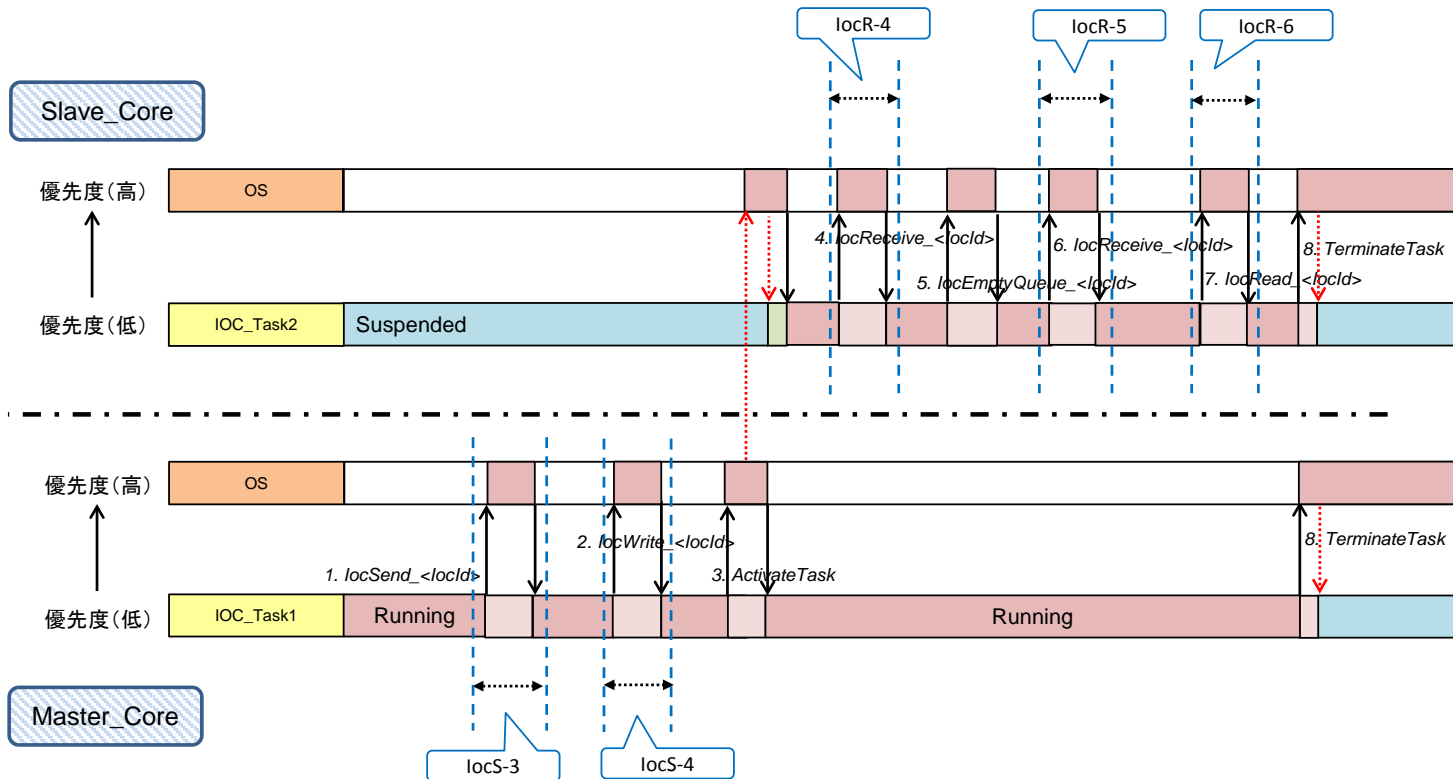 IocR-4
IocR-5
IocR-6
Slave_Core
優先度(高)
OS
4. IocReceive_<IocId>
6. IocReceive_<IocId>
8. TerminateTask
5. IocEmptyQueue_<IocId>
7. IocRead_<IocId>
優先度(低)
IOC_Task2
Suspended
優先度(高)
OS
2. IocWrite_<IocId>
8. TerminateTask
1. IocSend_<IocId>
3. ActivateTask
優先度(低)
IOC_Task1
Running
Running
Master_Core
IocS-3
IocS-4